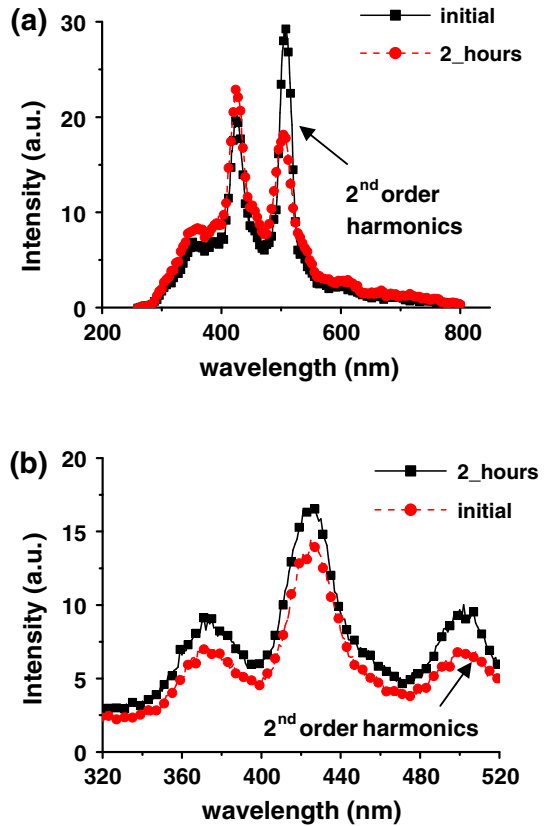 (a)
initial
2_hours
30
20
10
0
Intensity (a.u.)
2nd order
harmonics
200 400 600 800
wavelength (nm)
(b)
20
15
10
5
0
Intensity (a.u.)
2_hours
initial
2nd order harmonics
320 360 400 440 480 520
wavelength (nm)